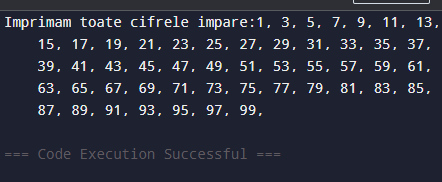 Imprimam toate cifrele impare:1, 3, 5, 7, 9, 11, 13,
15, 17, 19, 21, 23, 25, 27, 29, 31, 33, 35, 37,
39, 41, 43, 45, 47, 49, 51, 53, 55, 57, 59, 61,
63, 65, 67, 69, 71, 73, 75, 77, 79, 81, 83, 85,
87, 89, 91, 93, 95, 97, 99,
=== Code Execution Successful ===